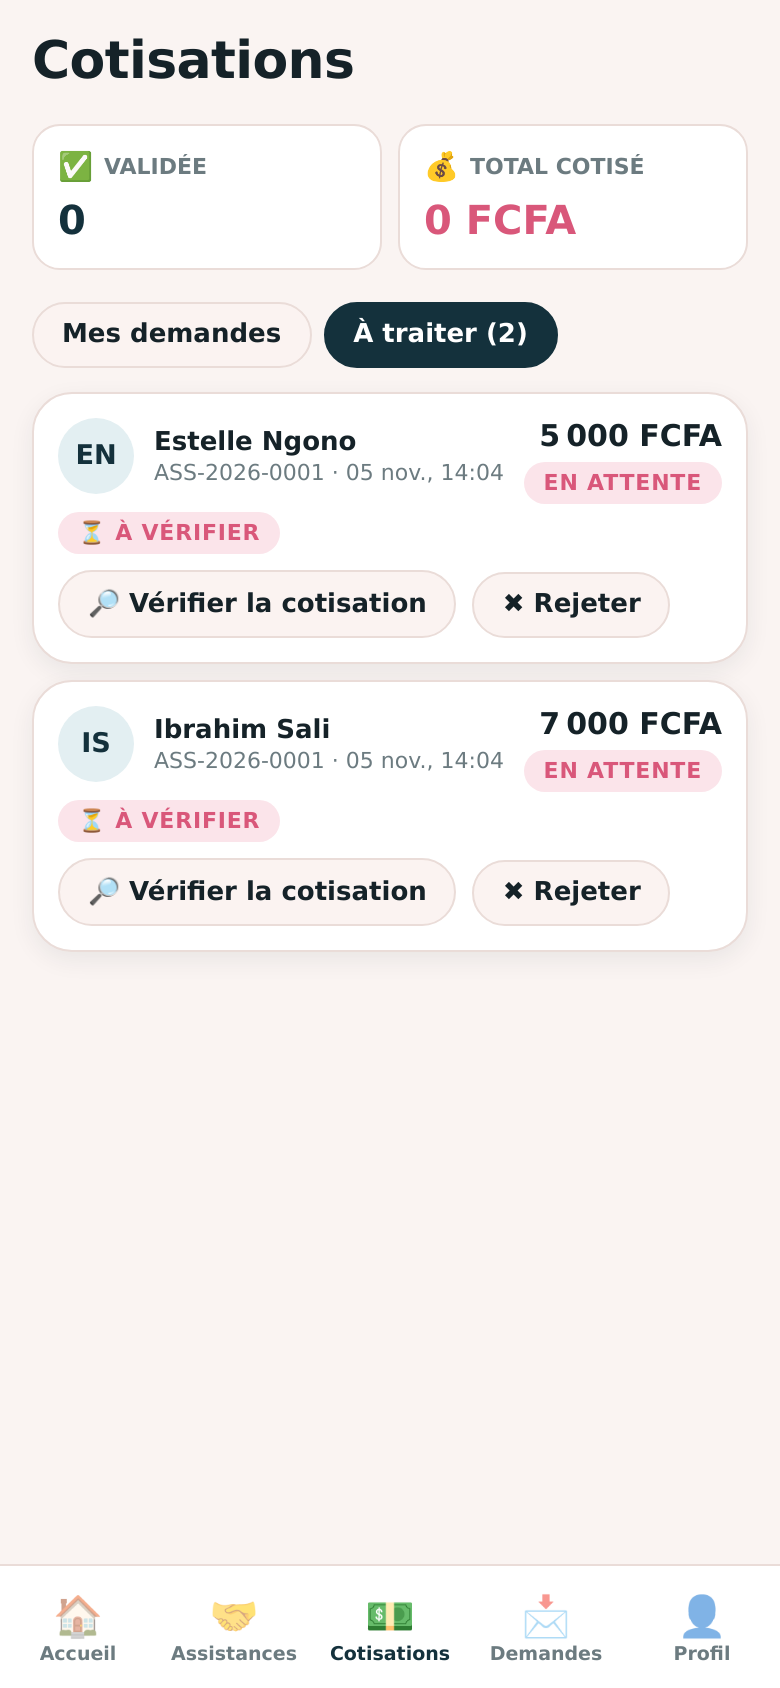 Cotisations
✅ VALIDÉE
0
💰 TOTAL COTISÉ
0 FCFA
Mes demandes
À traiter (2)
EN
Estelle Ngono
ASS-2026-0001 · 05 nov., 14:04
5 000 FCFA
EN ATTENTE
⏳ À VÉRIFIER
🔎 Vérifier la cotisation
✖ Rejeter
IS
Ibrahim Sali
ASS-2026-0001 · 05 nov., 14:04
7 000 FCFA
EN ATTENTE
⏳ À VÉRIFIER
🔎 Vérifier la cotisation
✖ Rejeter
Accueil
Assistances
Cotisations
Demandes
Profil